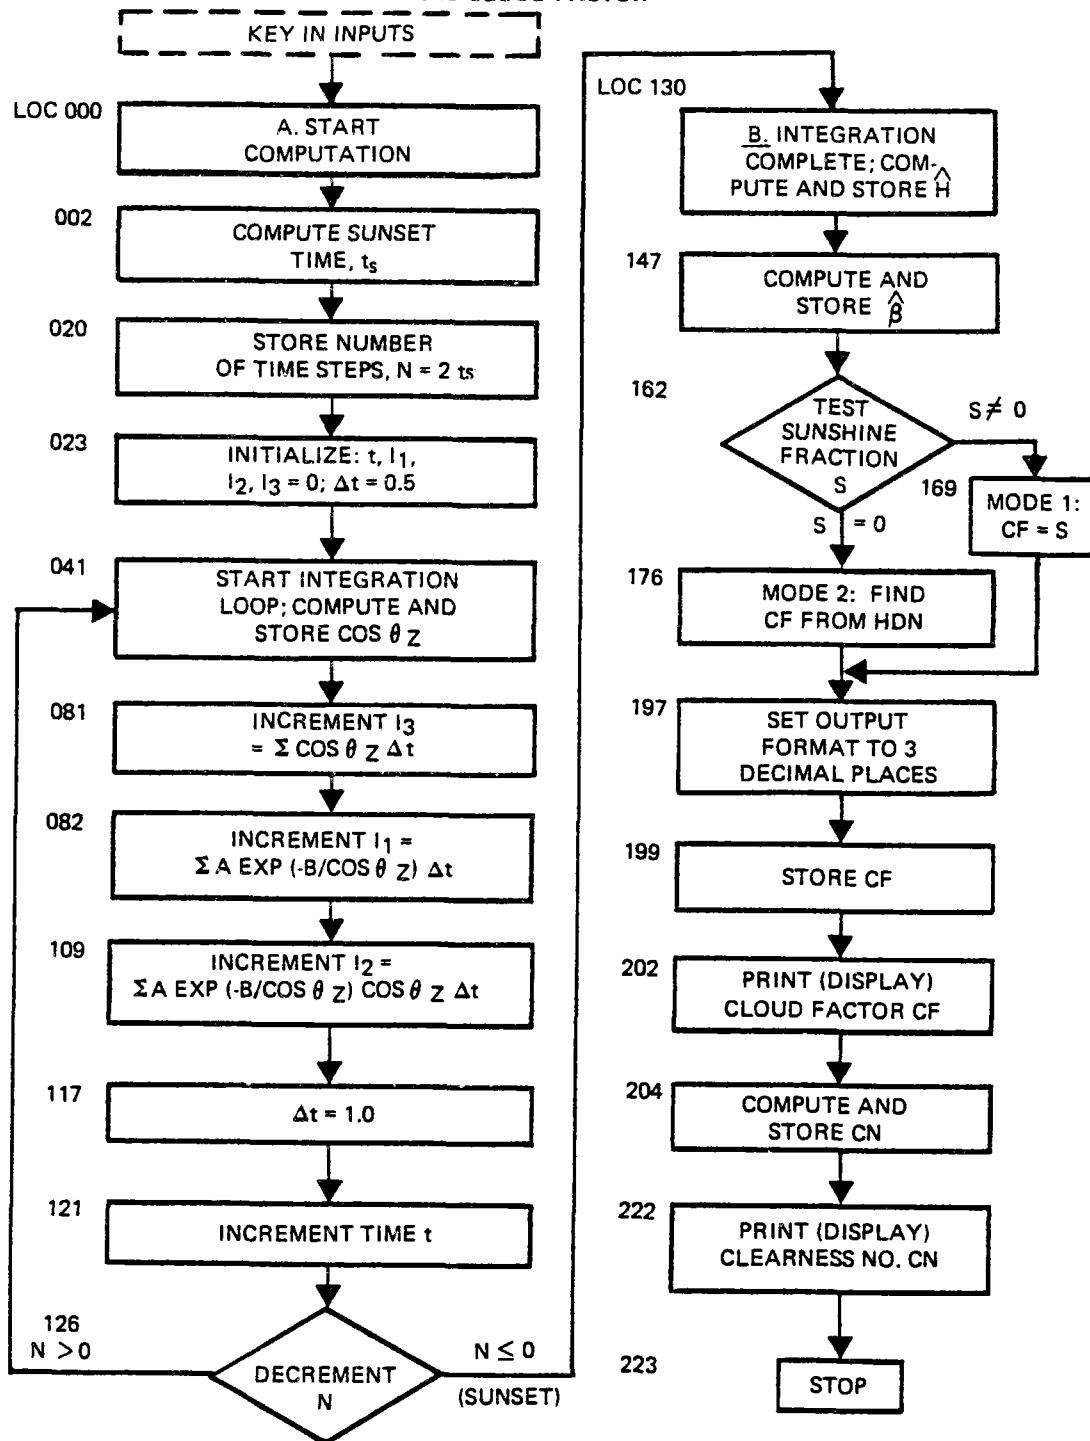 KEY IN INPUTS
LOC 000
A. START
COMPUTATION
002
COMPUTE SUNSET
TIME, ts
020
STORE NUMBER
OF TIME STEPS, N = 2 ts
023
INITIALIZE: t, I1,
I2, I3 = 0; Δt = 0.5
041
START INTEGRATION
LOOP; COMPUTE AND
STORE COS θ Z
081
INCREMENT I3
= Σ COS θ Z Δt
082
INCREMENT I1 =
Σ A EXP (-B/COS θ Z) Δt
109
INCREMENT I2 =
ΣA EXP (-B/COS θ Z) COS θ Z Δt
117
Δt = 1.0
121
INCREMENT TIME t
126
N > 0
DECREMENT
N
N ≤ 0
(SUNSET)
LOC 130
B. INTEGRATION
COMPLETE; COM-
PUTE AND STORE Ĥ
147
COMPUTE AND
STORE β̂
162
TEST
SUNSHINE
FRACTION
S
S ≠ 0
S = 0
169
MODE 1:
CF = S
176
MODE 2: FIND
CF FROM HDN
197
SET OUTPUT
FORMAT TO 3
DECIMAL PLACES
199
STORE CF
202
PRINT (DISPLAY)
CLOUD FACTOR CF
204
COMPUTE AND
STORE CN
222
PRINT (DISPLAY)
CLEARNESS NO. CN
223
STOP